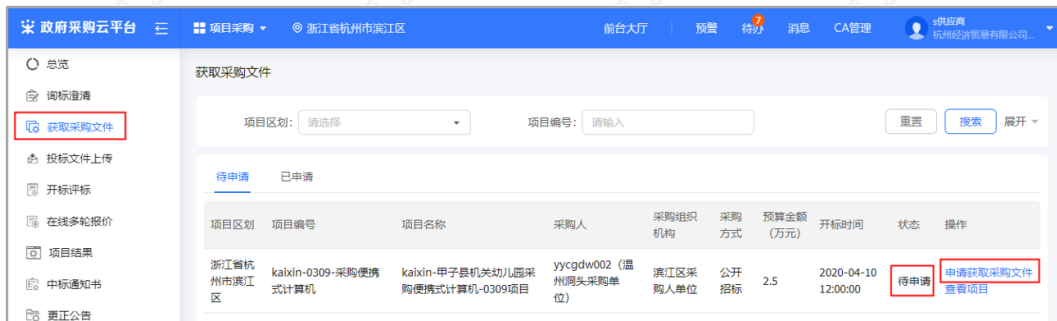 政府采购云平台 项目采购 浙江省杭州市滨江区 前台大厅 预警 待办 7 消息 CA管理 s供应商
杭州经济贸易有限公司...
总览
询标澄清
获取采购文件
投标文件上传
开标评标
在线多轮报价
项目结果
中标通知书
更正公告
获取采购文件
项目区划： 请选择 项目编号： 请输入 重置 搜索 展开
待申请 已申请
项目区划 项目编号 项目名称 采购人 采购组织机构 采购方式 预算金额（万元） 开标时间 状态 操作
浙江省杭州市滨江区 kaixin-0309-采购便携式计算机 kaixin-甲子县机关幼儿园采购便携式计算机-0309项目 yycgdw002（温州洞头采购单位） 滨江区采购人单位 公开招标 2.5 2020-04-10 12:00:00 待申请 申请获取采购文件
查看项目